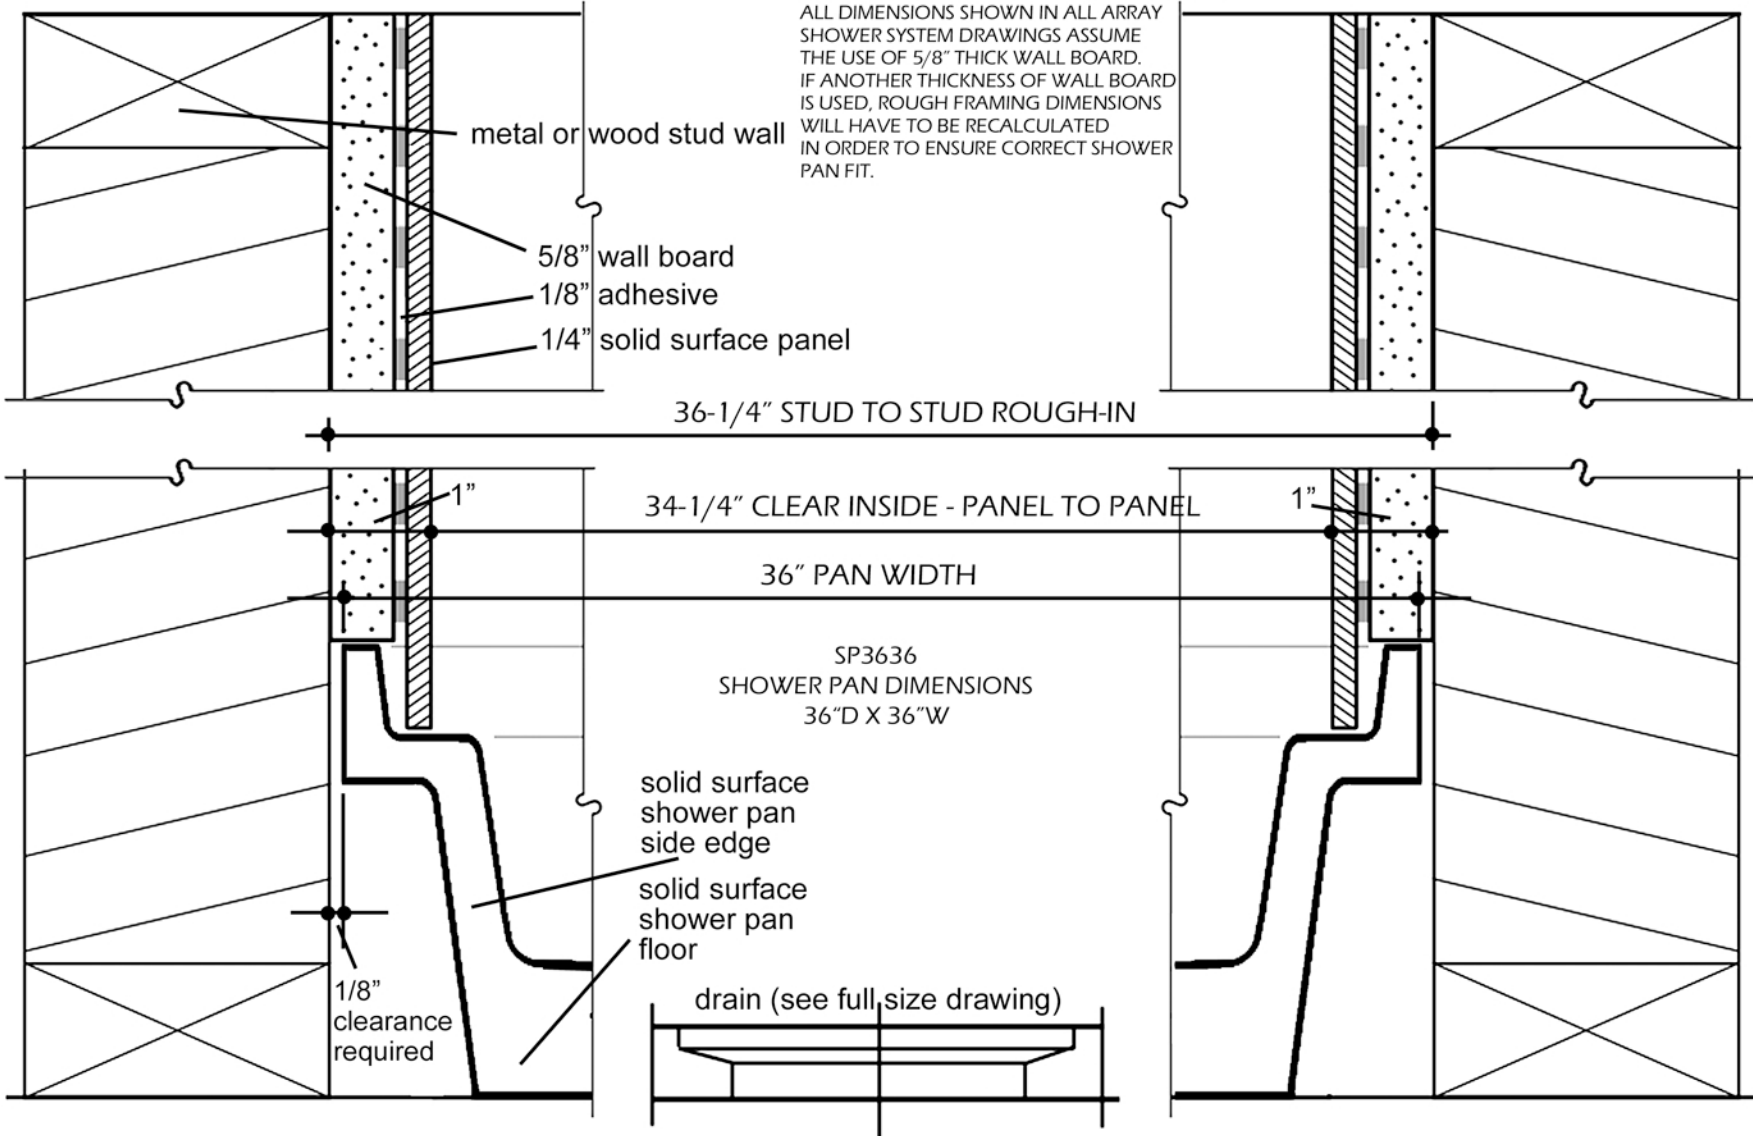 ALL DIMENSIONS SHOWN IN ALL ARRAY
SHOWER SYSTEM DRAWINGS ASSUME
THE USE OF 5/8" THICK WALL BOARD.
IF ANOTHER THICKNESS OF WALL BOARD
IS USED, ROUGH FRAMING DIMENSIONS
WILL HAVE TO BE RECALCULATED
IN ORDER TO ENSURE CORRECT SHOWER
PAN FIT.
metal or wood stud wall
5/8" wall board
1/8" adhesive
1/4" solid surface panel
36-1/4" STUD TO STUD ROUGH-IN
1"
34-1/4" CLEAR INSIDE - PANEL TO PANEL
1"
36" PAN WIDTH
SP3636
SHOWER PAN DIMENSIONS
36"D X 36"W
solid surface
shower pan
side edge
solid surface
shower pan
floor
1/8"
clearance
required
drain (see full size drawing)